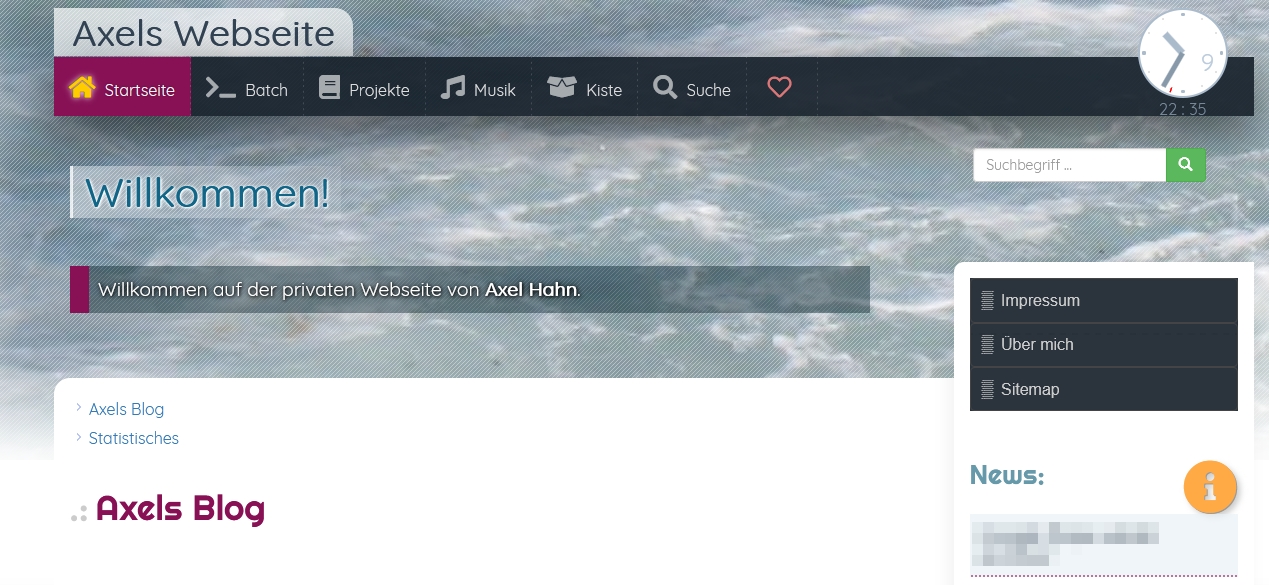 Axels Webseite
Startseite
Batch
Projekte
Musik
Kiste
Suche
9
22 : 35
Suchbegriff ...
Willkommen!
Willkommen auf der privaten Webseite von Axel Hahn.
Impressum
Über mich
Sitemap
Axels Blog
Statistisches
News:
.: Axels Blog